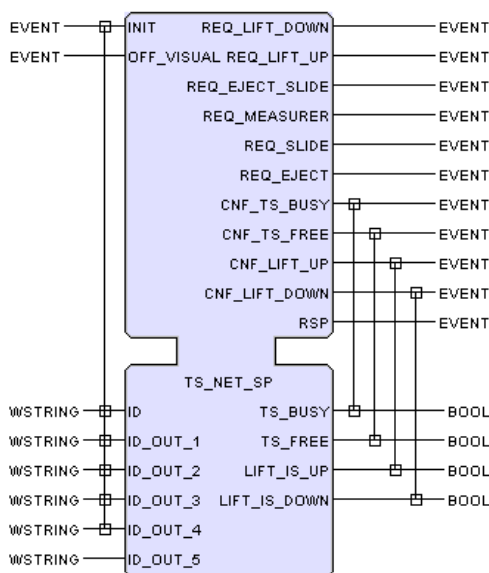 EVENT INIT REQ_LIFT_DOWN EVENT
EVENT OFF_VISUAL REQ_LIFT_UP EVENT
REQ_EJECT_SLIDE EVENT
REQ_MEASURER EVENT
REQ_SLIDE EVENT
REQ_EJECT EVENT
CNF_TS_BUSY EVENT
CNF_TS_FREE EVENT
CNF_LIFT_UP EVENT
CNF_LIFT_DOWN EVENT
RSP EVENT
TS_NET_SP
WSTRING ID TS_BUSY BOOL
WSTRING ID_OUT_1 TS_FREE BOOL
WSTRING ID_OUT_2 LIFT_IS_UP BOOL
WSTRING ID_OUT_3 LIFT_IS_DOWN BOOL
WSTRING ID_OUT_4
WSTRING ID_OUT_5